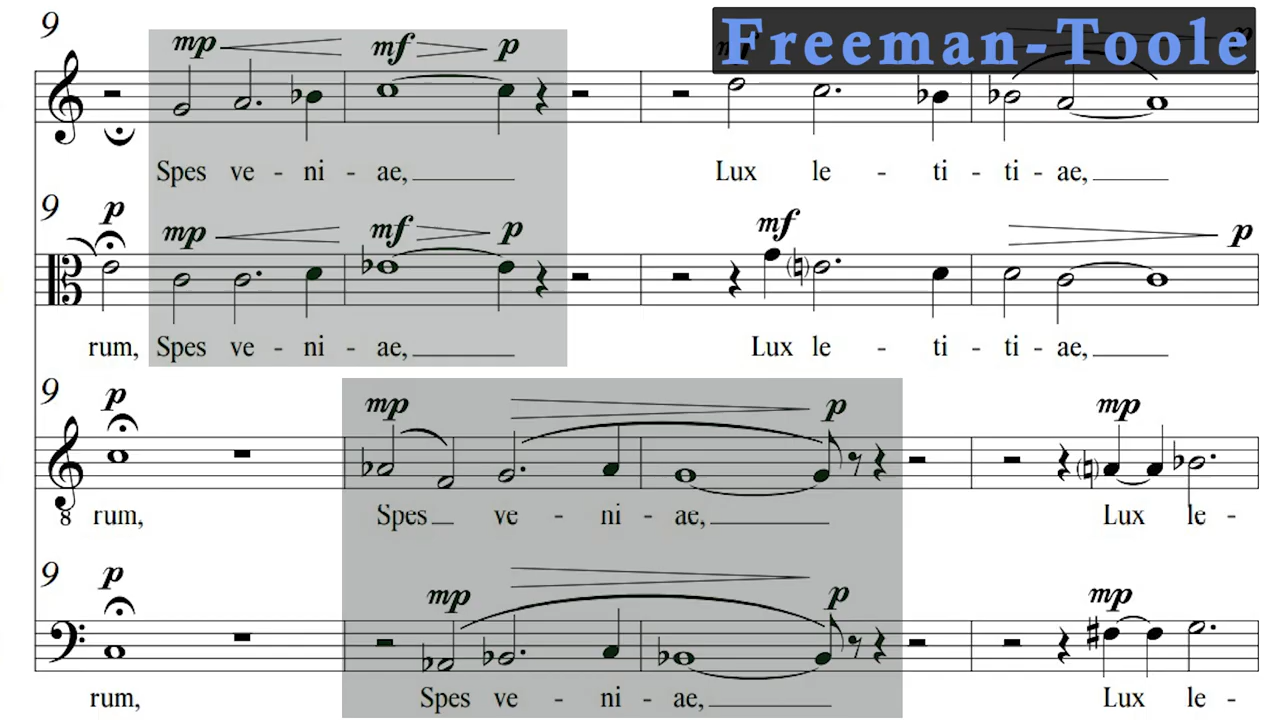 Freeman-Toole
9
mp mf p
Spes ve - ni - ae, Lux le - ti - ti - ae,
9
p mp mf p mf p
rum, Spes ve - ni - ae, Lux le - ti - ti - ae,
9
p mp p mp
8
rum, Spes ve - ni - ae, Lux le -
9
p mp p mp
rum, Spes ve - ni - ae, Lux le -